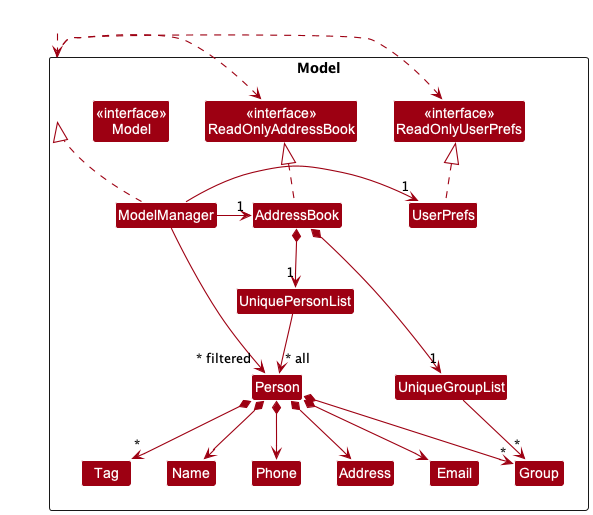 Model
«interface»
Model
«interface»
ReadOnlyAddressBook
«interface»
ReadOnlyUserPrefs
1
ModelManager
1
AddressBook
UserPrefs
1
UniquePersonList
* filtered
* all
1
Person
UniqueGroupList
*
*
*
Tag
Name
Phone
Address
Email
Group